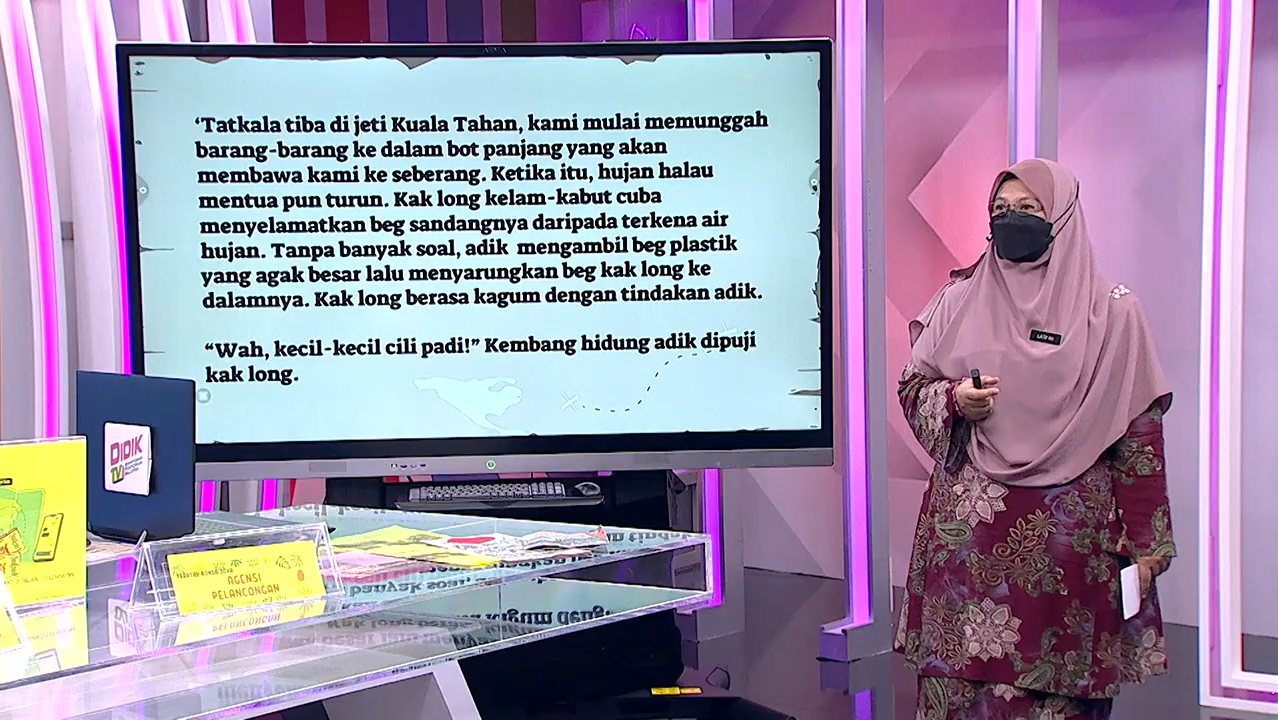 ‘Tatkala tiba di jeti Kuala Tahan, kami mulai memunggah
barang-barang ke dalam bot panjang yang akan
membawa kami ke seberang. Ketika itu, hujan halau
mentua pun turun. Kak long kelam-kabut cuba
menyelamatkan beg sandangnya daripada terkena air
hujan. Tanpa banyak soal, adik mengambil beg plastik
yang agak besar lalu menyarungkan beg kak long ke
dalamnya. Kak long berasa kagum dengan tindakan adik.
“Wah, kecil-kecil cili padi!” Kembang hidung adik dipuji
kak long.
DIDIK
TV
AGENSI
PELANCONGAN